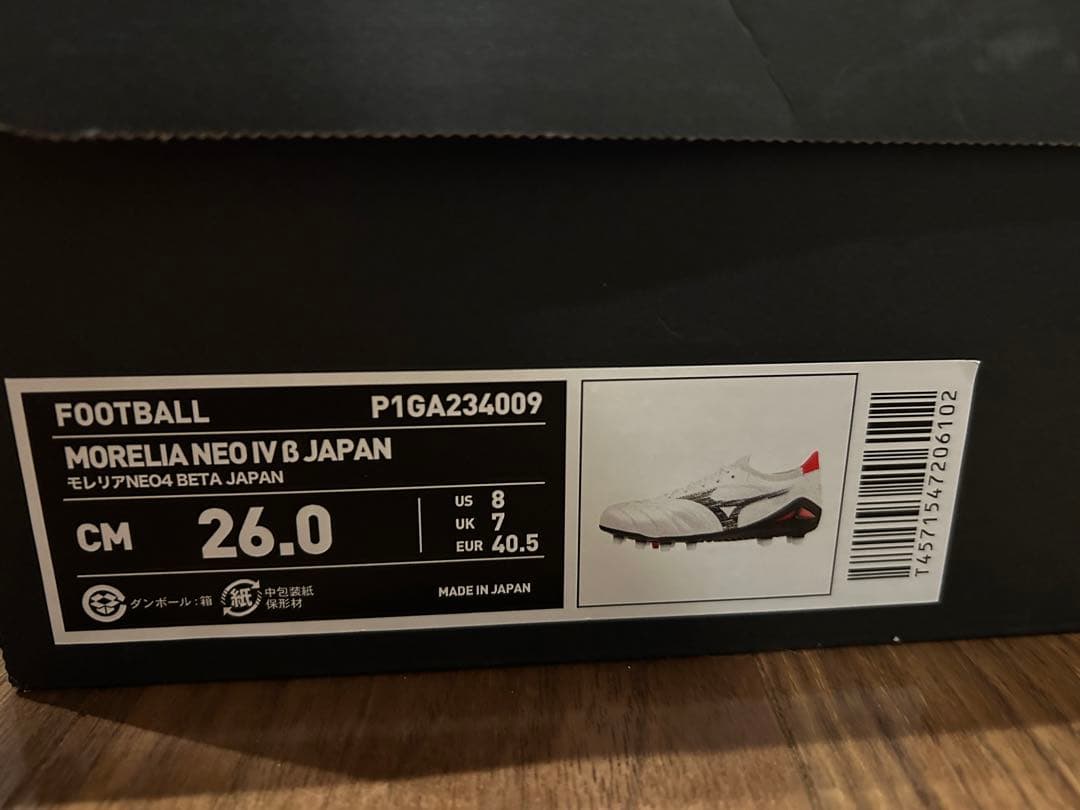 FOOTBALL P1GA234009
MORELIA NEO IV β JAPAN
モレリアNEO4 BETA JAPAN
CM 26.0
US 8
UK 7
EUR 40.5
ダンボール:箱
紙 中包装紙
保形材
MADE IN JAPAN
T4571547206102